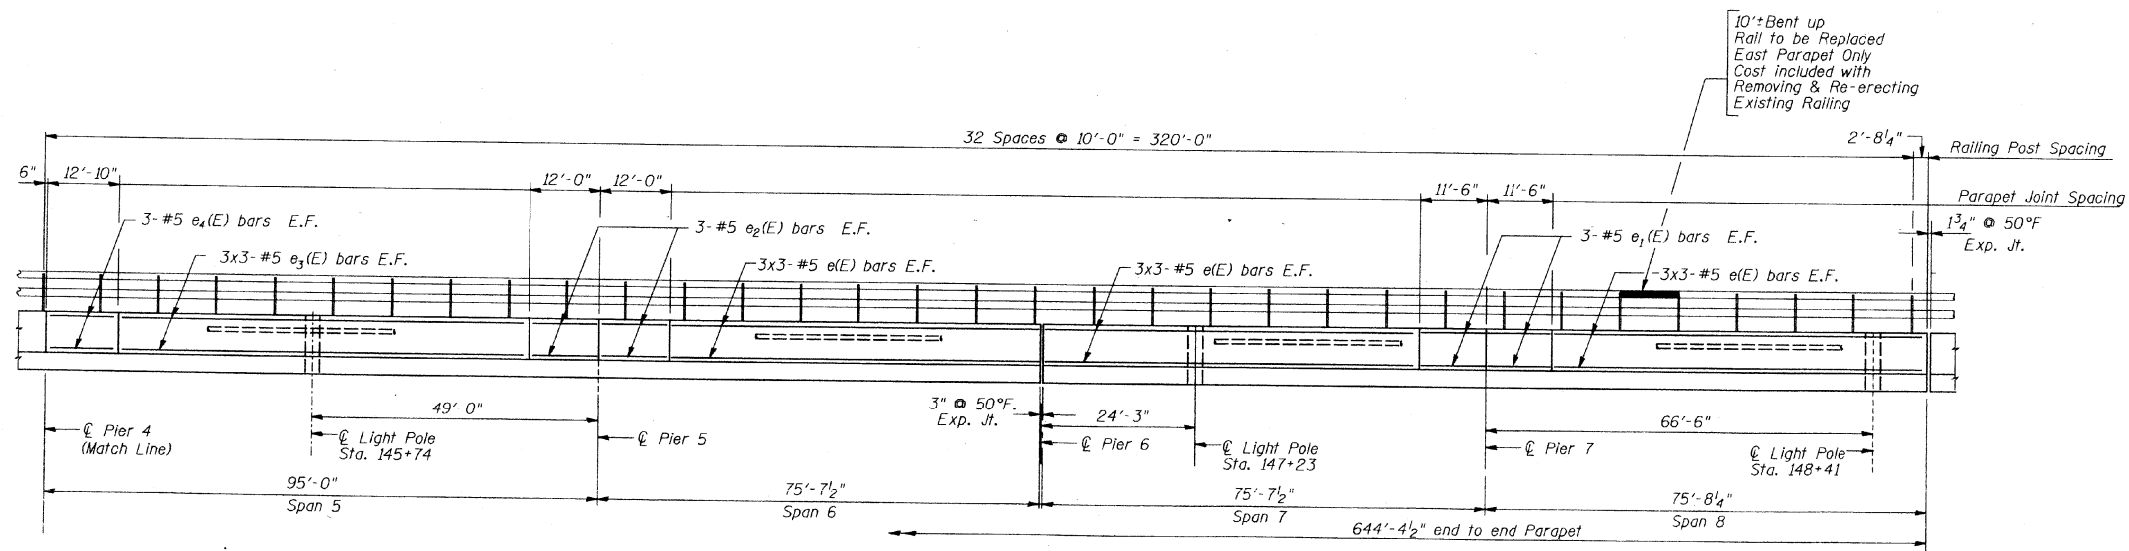 10'± Bent up
Rail to be Replaced
East Parapet Only
Cost included with
Removing & Re-erecting
Existing Railing
32 Spaces @ 10'-0" = 320'-0"
2'-8¼"
Railing Post Spacing
6"
12'-10"
12'-0"
12'-0"
11'-6"
11'-6"
Parapet Joint Spacing
1¾" @ 50°F
Exp. Jt.
3-#5 e₄(E) bars E.F.
3-#5 e₂(E) bars E.F.
3-#5 e₁(E) bars E.F.
3x3-#5 e₃(E) bars E.F.
3x3-#5 e(E) bars E.F.
3x3-#5 e(E) bars E.F.
3x3-#5 e(E) bars E.F.
49'0"
3" @ 50°F.
Exp. Jt.
24'-3"
66'-6"
℄ Pier 4
(Match Line)
℄ Light Pole
Sta. 145+74
℄ Pier 5
℄ Pier 6
℄ Light Pole
Sta. 147+23
℄ Pier 7
℄ Light Pole
Sta. 148+41
95'-0"
Span 5
75'-7½"
Span 6
75'-7½"
Span 7
75'-8¼"
Span 8
644'-4½" end to end Parapet